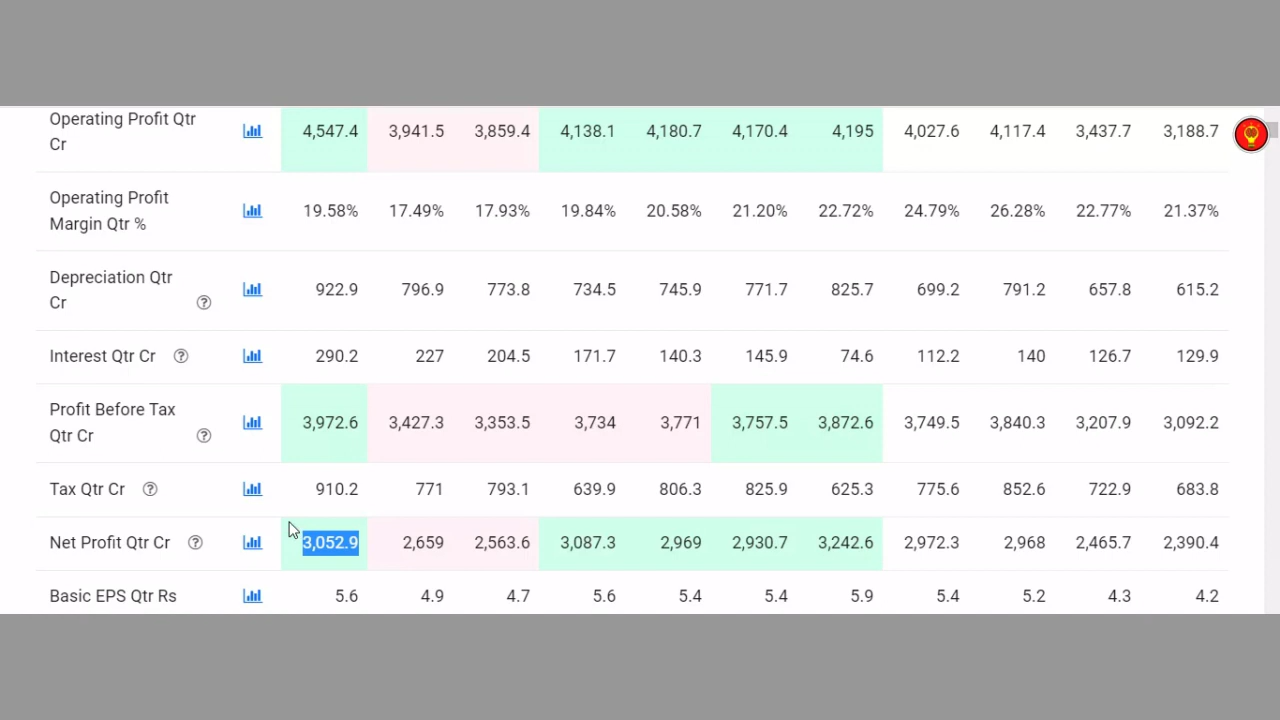 Operating Profit Qtr
Cr
4,547.4 3,941.5 3,859.4 4,138.1 4,180.7 4,170.4 4,195 4,027.6 4,117.4 3,437.7 3,188.7
Operating Profit
Margin Qtr %
19.58% 17.49% 17.93% 19.84% 20.58% 21.20% 22.72% 24.79% 26.28% 22.77% 21.37%
Depreciation Qtr
Cr ?
922.9 796.9 773.8 734.5 745.9 771.7 825.7 699.2 791.2 657.8 615.2
Interest Qtr Cr ? 290.2 227 204.5 171.7 140.3 145.9 74.6 112.2 140 126.7 129.9
Profit Before Tax
Qtr Cr ?
3,972.6 3,427.3 3,353.5 3,734 3,771 3,757.5 3,872.6 3,749.5 3,840.3 3,207.9 3,092.2
Tax Qtr Cr ? 910.2 771 793.1 639.9 806.3 825.9 625.3 775.6 852.6 722.9 683.8
Net Profit Qtr Cr ? 3,052.9 2,659 2,563.6 3,087.3 2,969 2,930.7 3,242.6 2,972.3 2,968 2,465.7 2,390.4
Basic EPS Qtr Rs 5.6 4.9 4.7 5.6 5.4 5.4 5.9 5.4 5.2 4.3 4.2